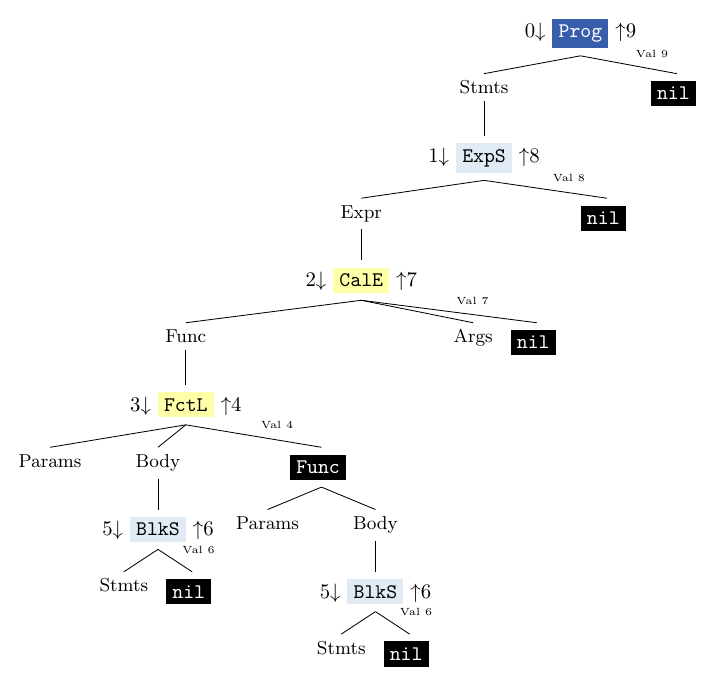 0↓ Prog ↑9
Val 9
Stmts nil
1↓ ExpS ↑8
Val 8
Expr nil
2↓ CalE ↑7
Val 7
Func Args nil
3↓ FctL ↑4
Val 4
Params Body Func
5↓ BlkS ↑6 Params Body
Val 6
Stmts nil 5↓ BlkS ↑6
Val 6
Stmts nil